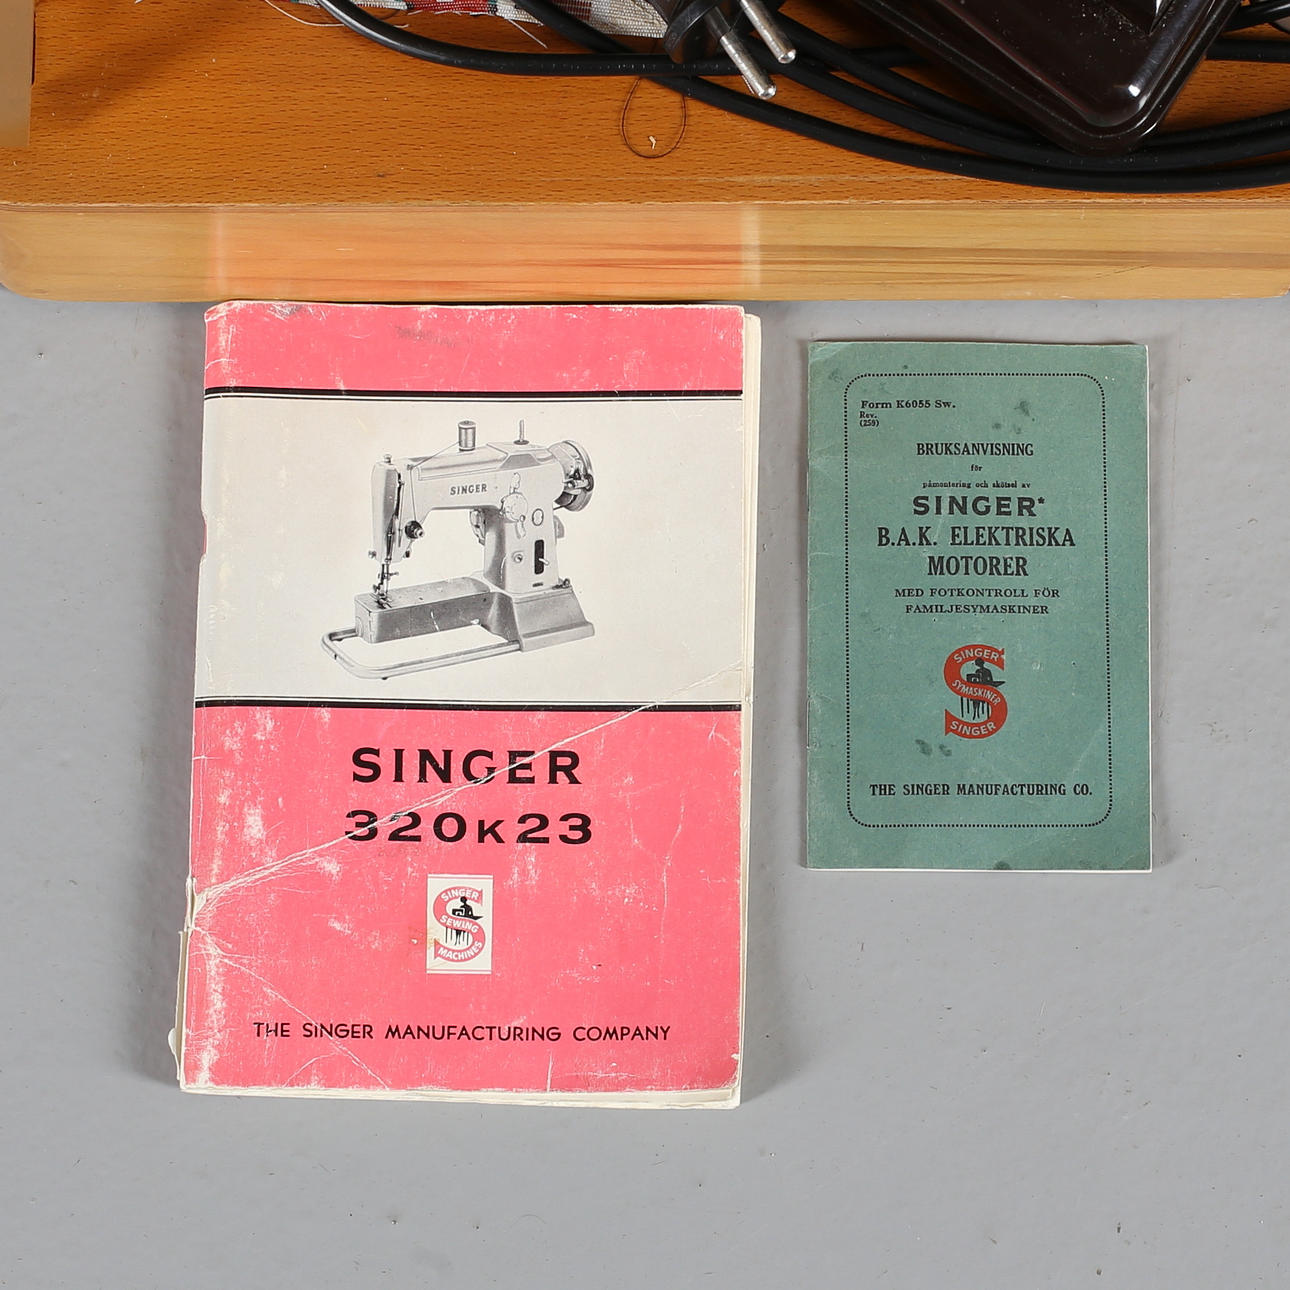 SINGER
SINGER
320K23
SINGER
SEWING
MACHINES
THE SINGER MANUFACTURING COMPANY
Form K6055 Sw.
Rev.
(259)
BRUKSANVISNING
för
påmontering och skötsel av
SINGER*
B.A.K. ELEKTRISKA
MOTORER
MED FOTKONTROLL FÖR
FAMILJESYMASKINER
SINGER*
SYMASKINER
SINGER
THE SINGER MANUFACTURING CO.